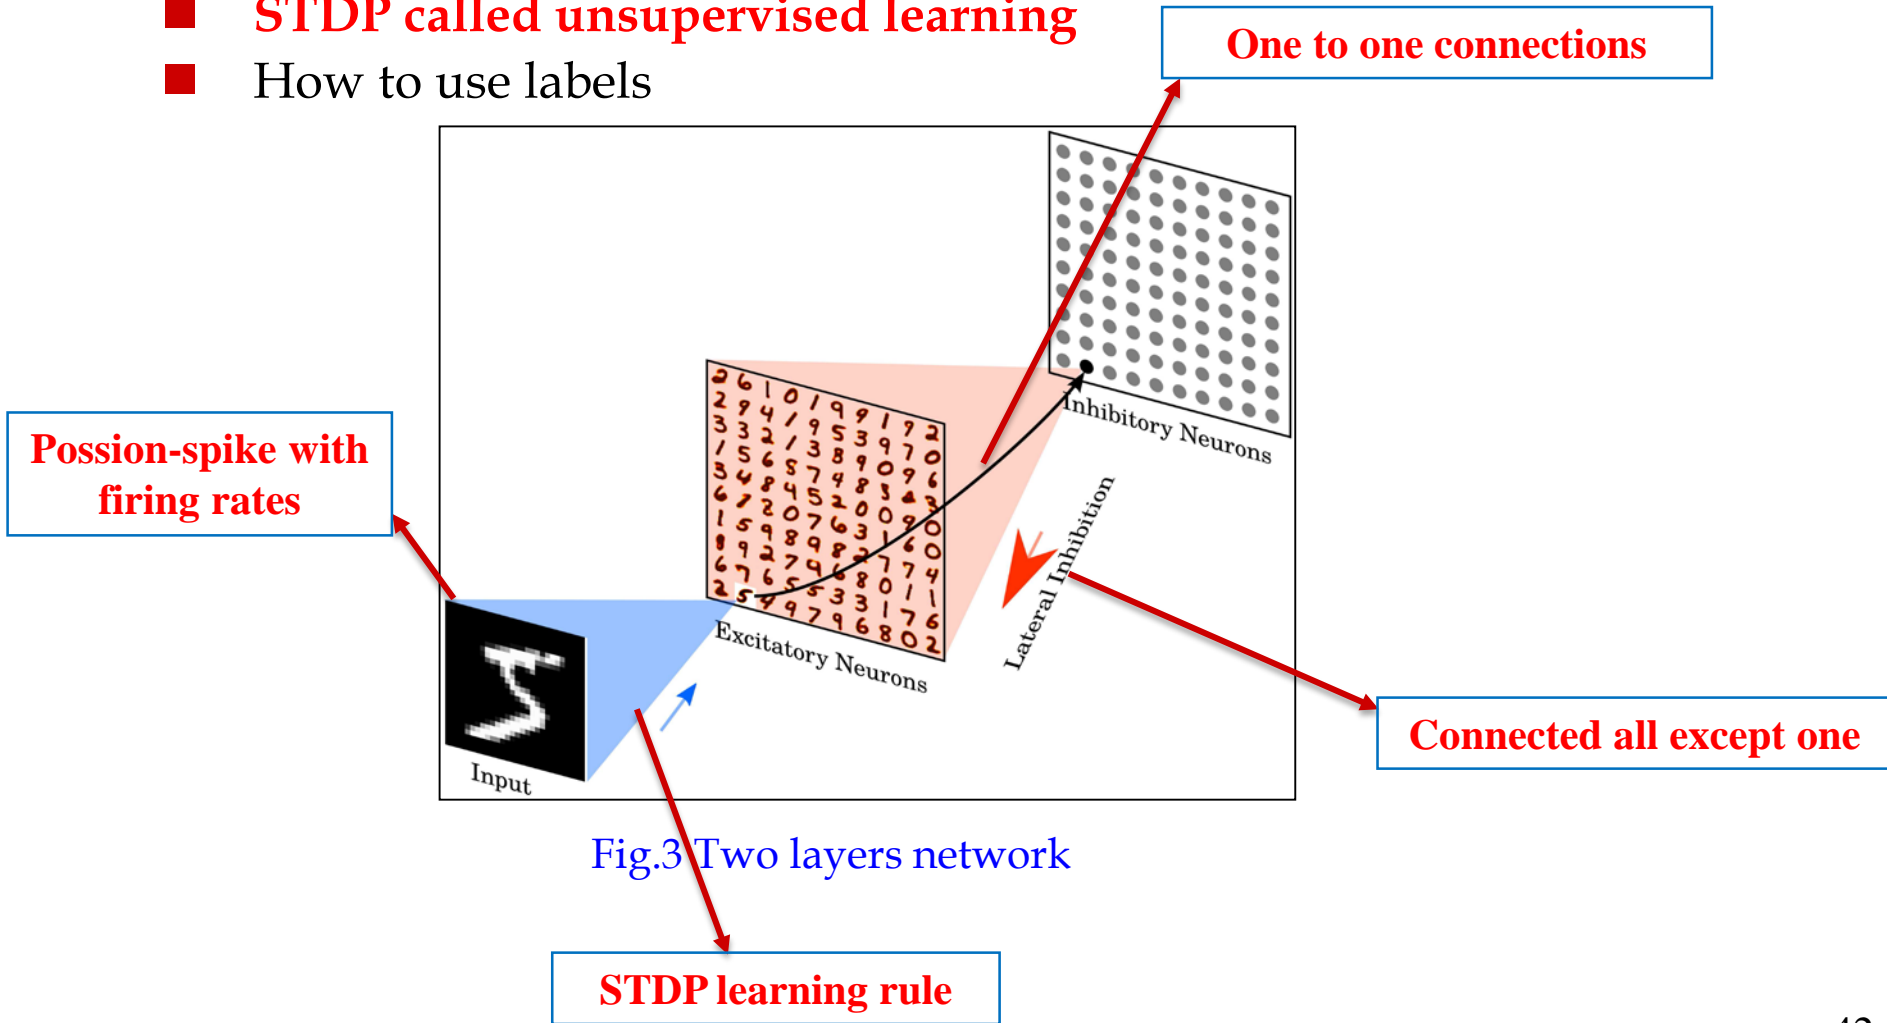 STDP called unsupervised learning
How to use labels
One to one connections
Inhibitory Neurons
Possion-spike with
firing rates
Lateral Inhibition
Excitatory Neurons
Input
Connected all except one
Fig.3 Two layers network
STDP learning rule